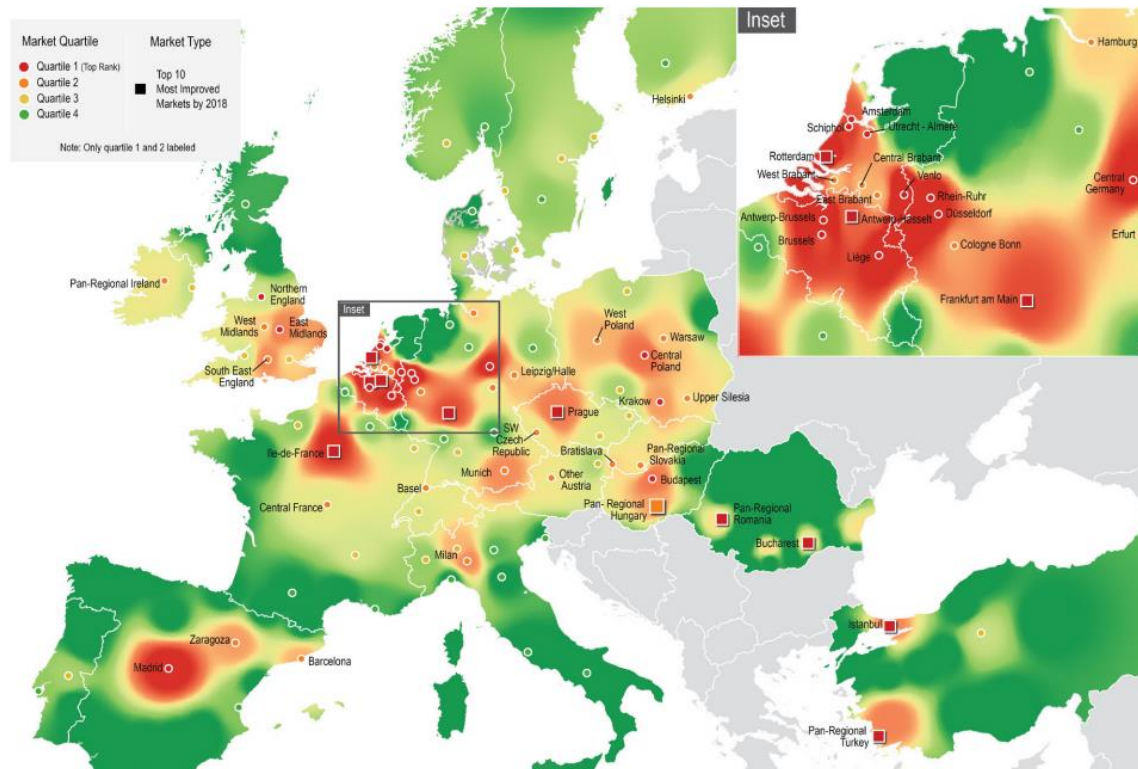 Market Quartile
Quartile 1 (Top Rank)
Quartile 2
Quartile 3
Quartile 4
Market Type
Top 10
Most Improved
Markets by 2018
Note: Only quartile 1 and 2 labeled
Helsinki
Pan-Regional Ireland
Northern
England
West
Midlands
East
Midlands
South East
England
Inset
West
Poland
Warsaw
Central
Poland
Leipzig/Halle
Krakow
Upper Silesia
Prague
SW
Czech
Republic
Ile-de-France
Bratislava
Pan-Regional
Slovakia
Munich
Other
Austria
Budapest
Basel
Pan- Regional
Hungary
Central France
Pan-Regional
Romania
Milan
Bucharest
Zaragoza
Istanbul
Madrid
Barcelona
Pan-Regional
Turkey
Inset
Hamburg
Amsterdam
Schiphol
Utrecht - Almere
Rotterdam
Central Brabant
West Brabant
Venlo
Central
Germany
East Brabant
Rhein-Ruhr
Antwerp-Brussels
Antwerp-Hasselt
Düsseldorf
Brussels
Cologne Bonn
Erfurt
Liège
Frankfurt am Main